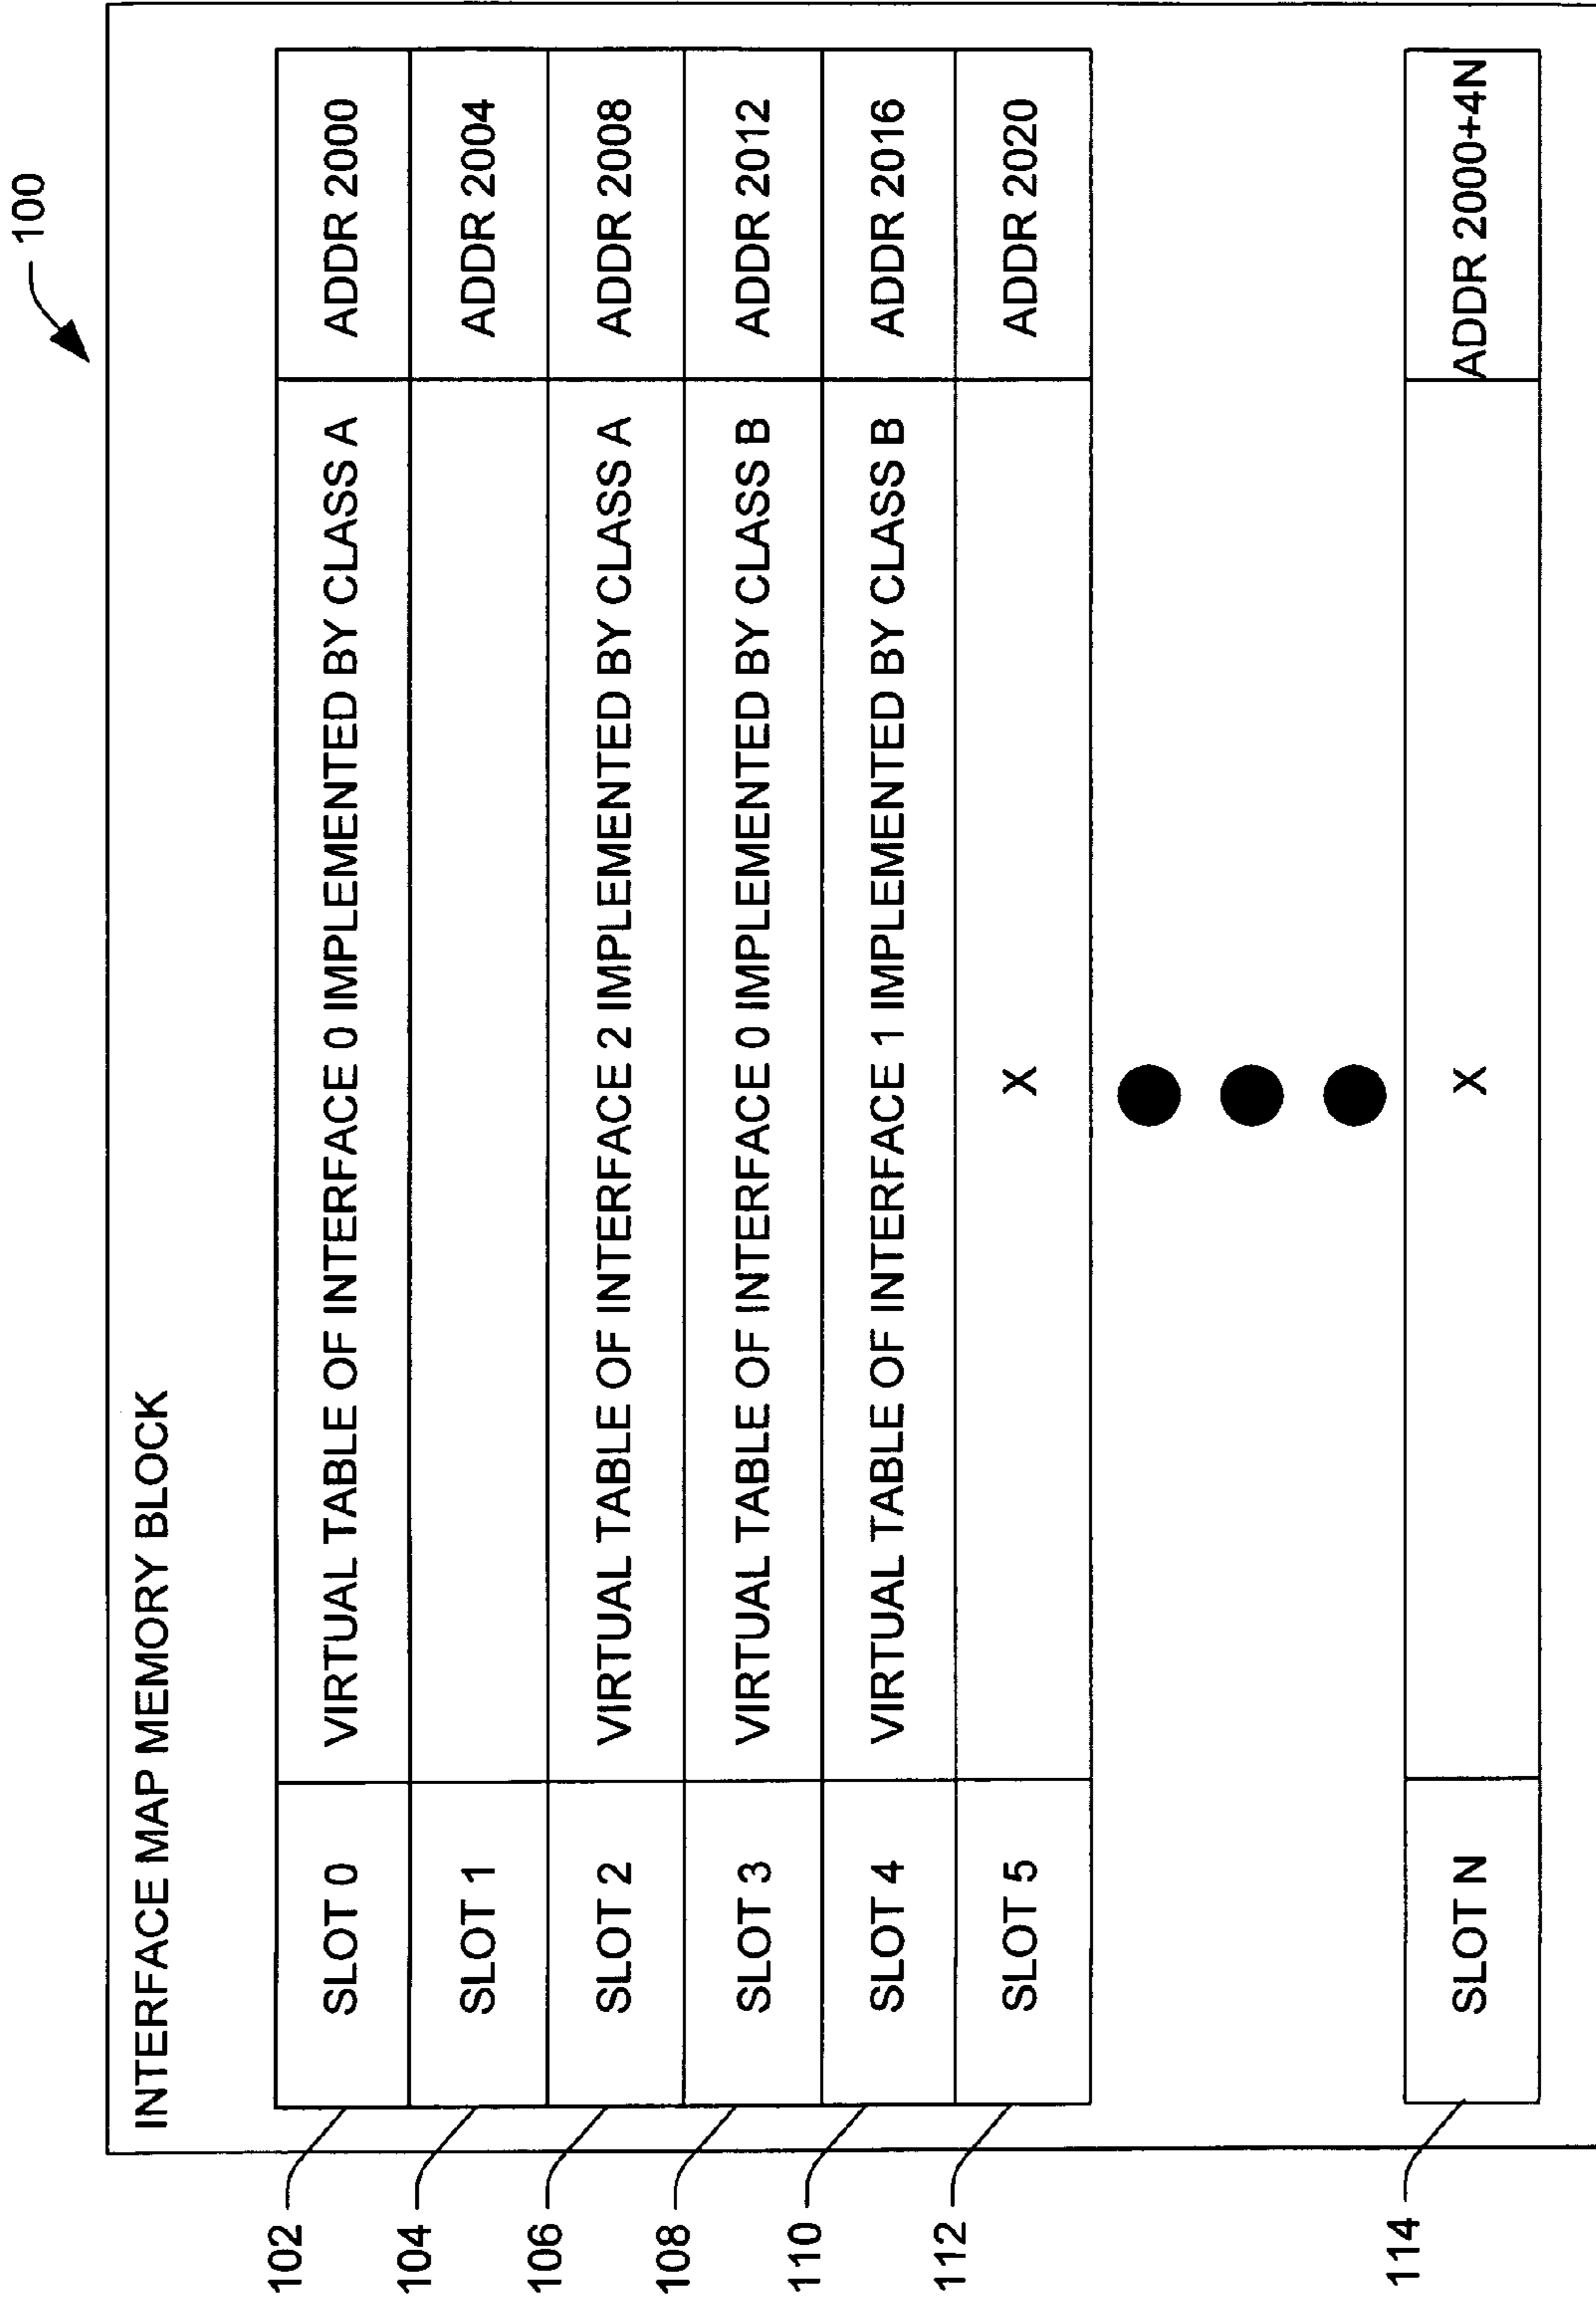 100
INTERFACE MAP MEMORY BLOCK
102 SLOT 0 VIRTUAL TABLE OF INTERFACE 0 IMPLEMENTED BY CLASS A ADDR 2000
104 SLOT 1 ADDR 2004
106 SLOT 2 VIRTUAL TABLE OF INTERFACE 2 IMPLEMENTED BY CLASS A ADDR 2008
108 SLOT 3 VIRTUAL TABLE OF INTERFACE 0 IMPLEMENTED BY CLASS B ADDR 2012
110 SLOT 4 VIRTUAL TABLE OF INTERFACE 1 IMPLEMENTED BY CLASS B ADDR 2016
112 SLOT 5 X ADDR 2020
114 SLOT N X ADDR 2000+4N